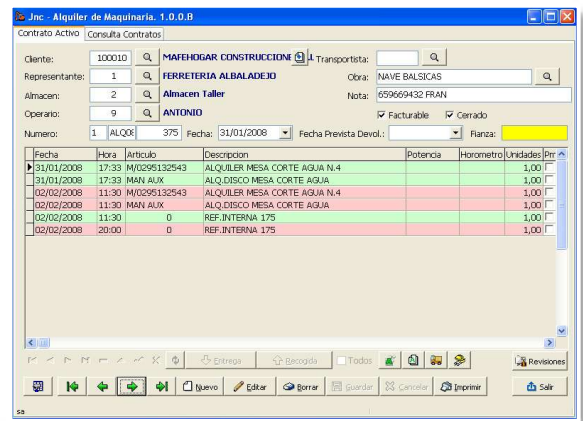 Jnc - Alquiler de Maquinaria. 1.0.0.8
Contrato Activo Consulta Contratos
Cliente: 100010 MAFEHOGAR CONSTRUCCIONE Transportista:
Representante: 1 FERRETERIA ALBALADEJO Obra: NAVE BALSICAS
Almacen: 2 Almacen Taller Nota: 659669432 FRAN
Operario: 9 ANTONIO Facturable Cerrado
Numero: 1 ALQ08 375 Fecha: 31/01/2008 Fecha Prevista Devol.: Fianza:
Fecha Hora Articulo Descripcion Potencia Horometro Unidades Prr
31/01/2008 17:33 M/0295132543 ALQUILER MESA CORTE AGUA N.4 1,00
31/01/2008 17:33 MAN AUX ALQ.DISCO MESA CORTE AGUA 1,00
02/02/2008 11:30 M/0295132543 ALQUILER MESA CORTE AGUA N.4 1,00
02/02/2008 11:30 MAN AUX ALQ.DISCO MESA CORTE AGUA 1,00
02/02/2008 11:30 0 REF.INTERNA 175 1,00
02/02/2008 20:00 0 REF.INTERNA 175 1,00
Entrega Recogida Todos Revisiones
Nuevo Editar Borrar Guardar Cancelar Imprimir Salir
sa